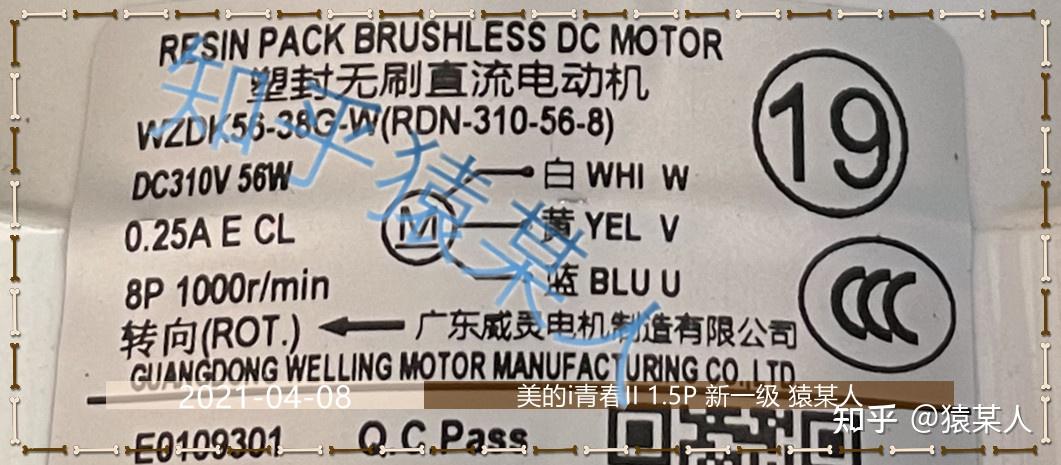 RESIN PACK BRUSHLESS DC MOTOR
塑封无刷直流电动机
19
WZDK56-38G-W(RDN-310-56-8)
DC310V 56W
白 WHI W
0.25A E CL
M
黄 YEL V
8P 1000r/min
蓝 BLU U
CCC
转向(ROT.)
广东威灵电机制造有限公司
GUANGDONG WELLING MOTOR MANUFACTURING CO.,LTD
2021-04-08
美的i青春II 1.5P 新一级 猿某人
E0109301
Q.C.Pass
知乎 @猿某人
知乎猿某人